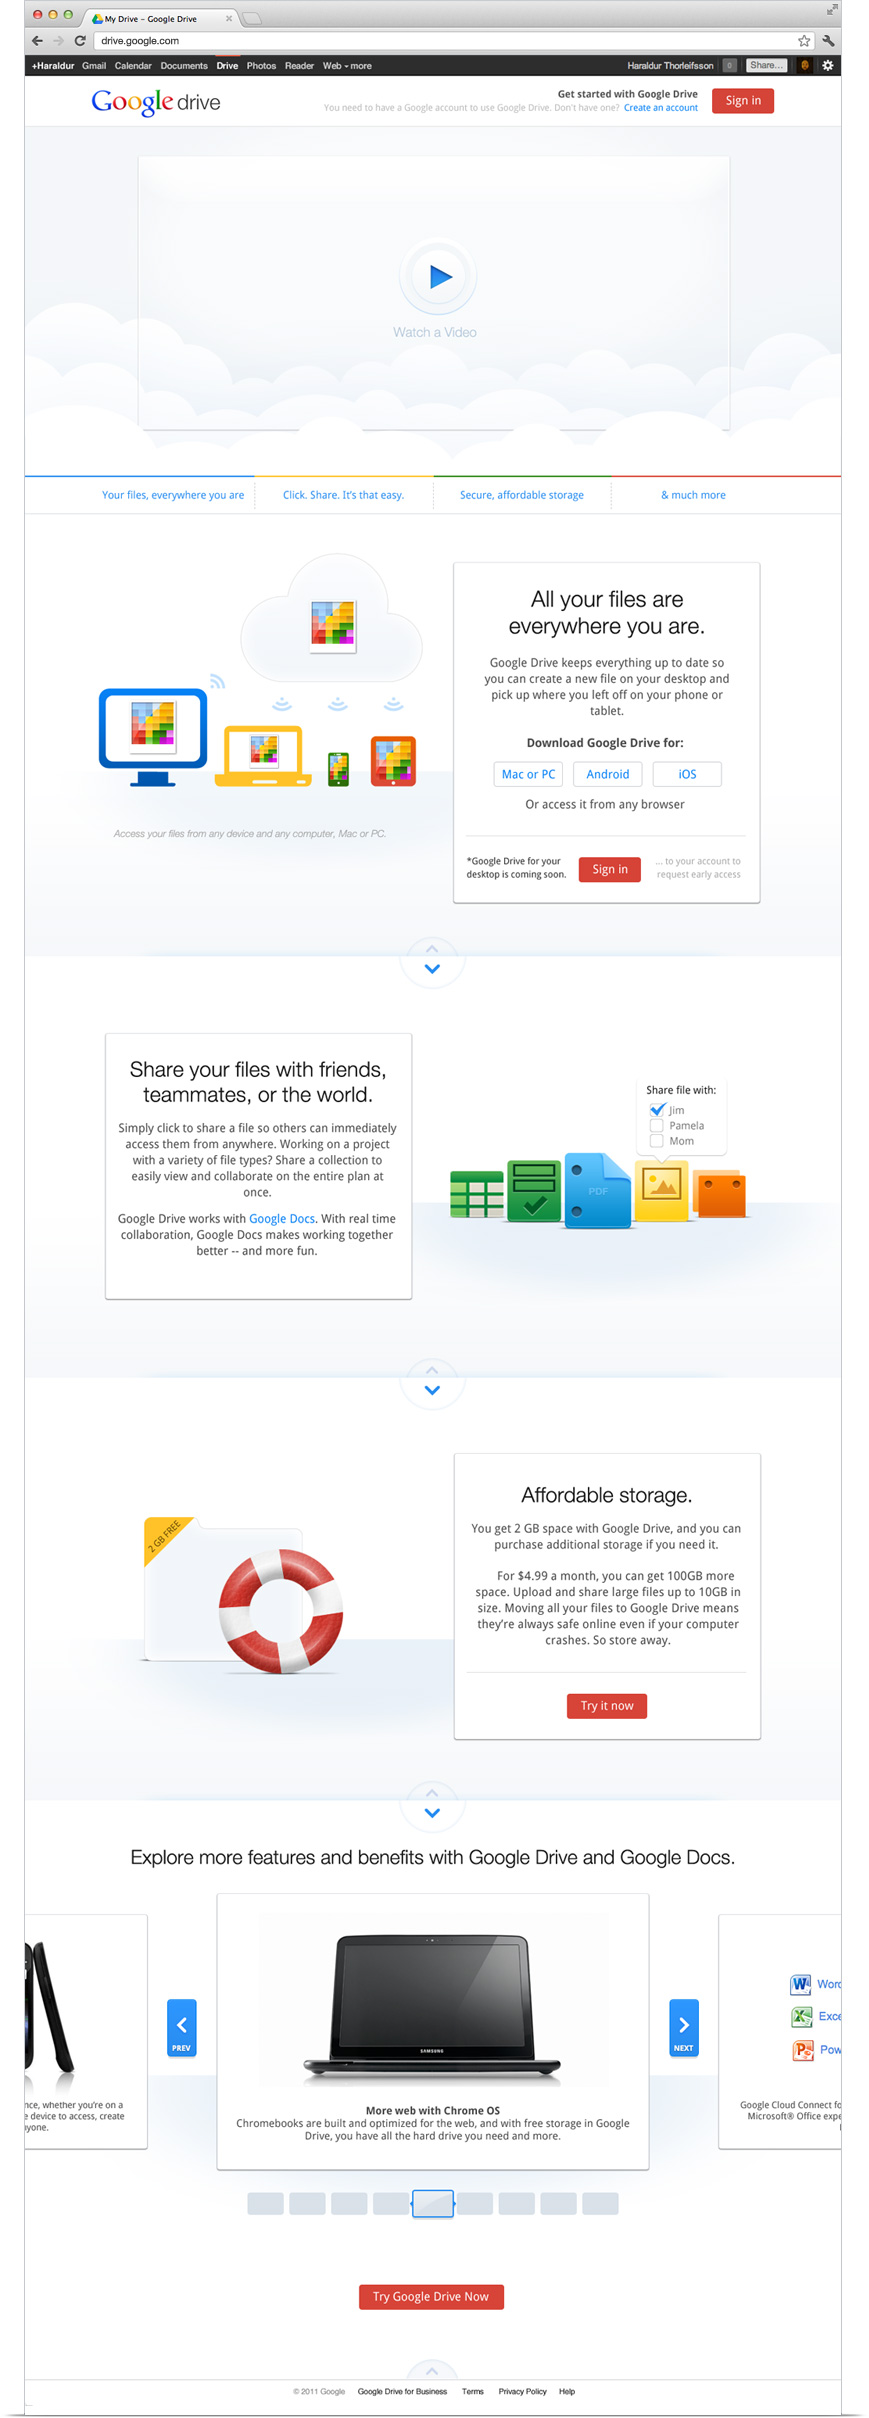 My Drive – Google Drive
drive.google.com
+Haraldur Gmail Calendar Documents Drive Photos Reader Web more
Haraldur Thorleifsson 0 Share...
Google drive
Get started with Google Drive
You need to have a Google account to use Google Drive. Don't have one? Create an account
Sign in
Watch a Video
Your files, everywhere you are
Click. Share. It's that easy.
Secure, affordable storage
& much more
All your files are
everywhere you are.
Google Drive keeps everything up to date so
you can create a new file on your desktop and
pick up where you left off on your phone or
tablet.
Download Google Drive for:
Mac or PC
Android
iOS
Or access it from any browser
Access your files from any device and any computer, Mac or PC.
*Google Drive for your
desktop is coming soon.
Sign in
... to your account to
request early access
Share your files with friends,
teammates, or the world.
Simply click to share a file so others can immediately
access them from anywhere. Working on a project
with a variety of file types? Share a collection to
easily view and collaborate on the entire plan at
once.
Google Drive works with Google Docs. With real time
collaboration, Google Docs makes working together
better -- and more fun.
Share file with:
Jim
Pamela
Mom
PDF
2 GB FREE
Affordable storage.
You get 2 GB space with Google Drive, and you can
purchase additional storage if you need it.
For $4.99 a month, you can get 100GB more
space. Upload and share large files up to 10GB in
size. Moving all your files to Google Drive means
they're always safe online even if your computer
crashes. So store away.
Try it now
Explore more features and benefits with Google Drive and Google Docs.
nce, whether you're on a
e device to access, create
yone.
PREV
SAMSUNG
More web with Chrome OS
Chromebooks are built and optimized for the web, and with free storage in Google
Drive, you have all the hard drive you need and more.
NEXT
Word
Exce
Pow
Google Cloud Connect fo
Microsoft® Office expe
Try Google Drive Now
© 2011 Google
Google Drive for Business
Terms
Privacy Policy
Help